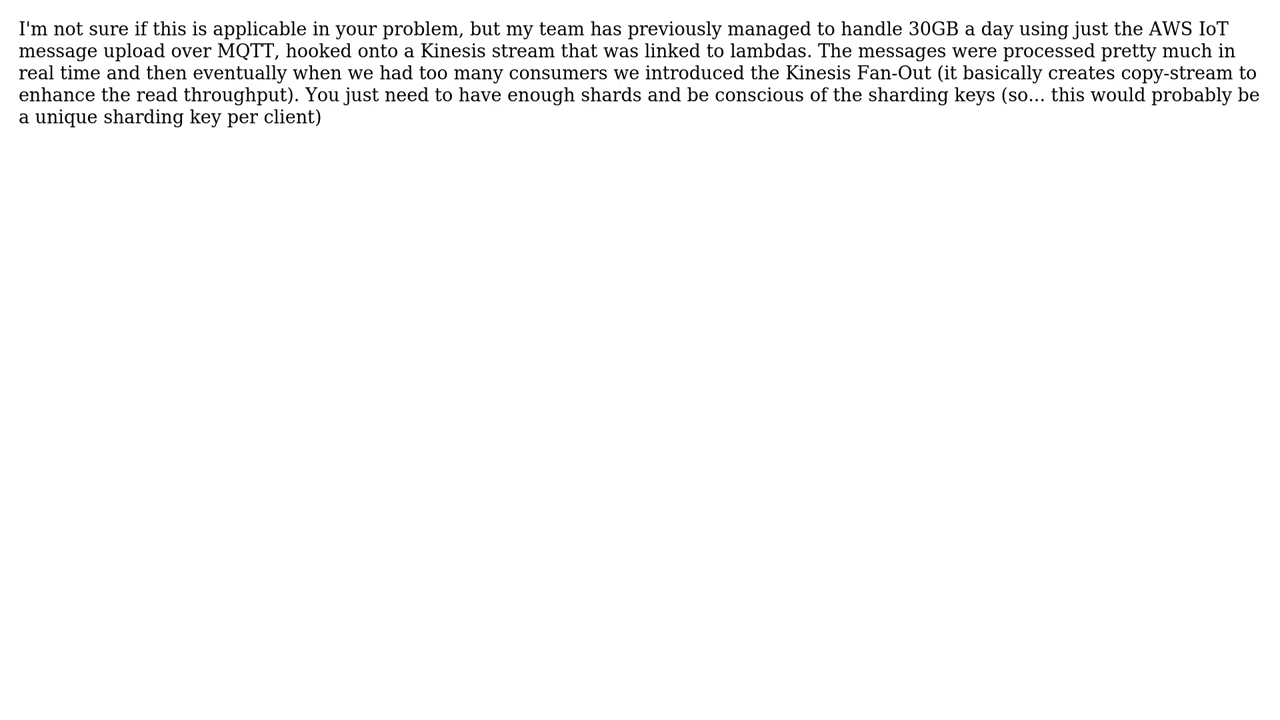 I'm not sure if this is applicable in your problem, but my team has previously managed to handle 30GB a day using just the AWS IoT
message upload over MQTT, hooked onto a Kinesis stream that was linked to lambdas. The messages were processed pretty much in
real time and then eventually when we had too many consumers we introduced the Kinesis Fan-Out (it basically creates copy-stream to
enhance the read throughput). You just need to have enough shards and be conscious of the sharding keys (so... this would probably be
a unique sharding key per client)